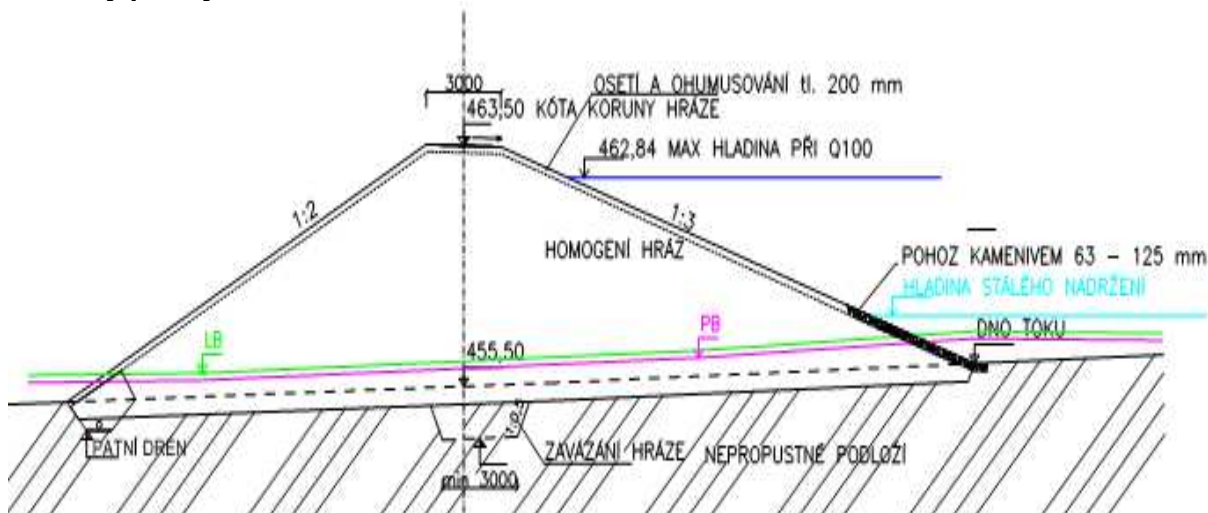 3000
OSETÍ A OHUMUSOVÁNÍ tl. 200 mm
463,50 KÓTA KORUNY HRÁZE
462,84 MAX HLADINA PŘI Q100
1:2
1:3
HOMOGENÍ HRÁZ
POHOZ KAMENIVEM 63 – 125 mm
HLADINA STÁLÉHO NADRŽENÍ
LB
PB
DNO TOKU
455,50
PATNÍ DREN
ZAVÁZÁNÍ HRÁZE
NEPROPUSTNÉ PODLOŽÍ
min 3000